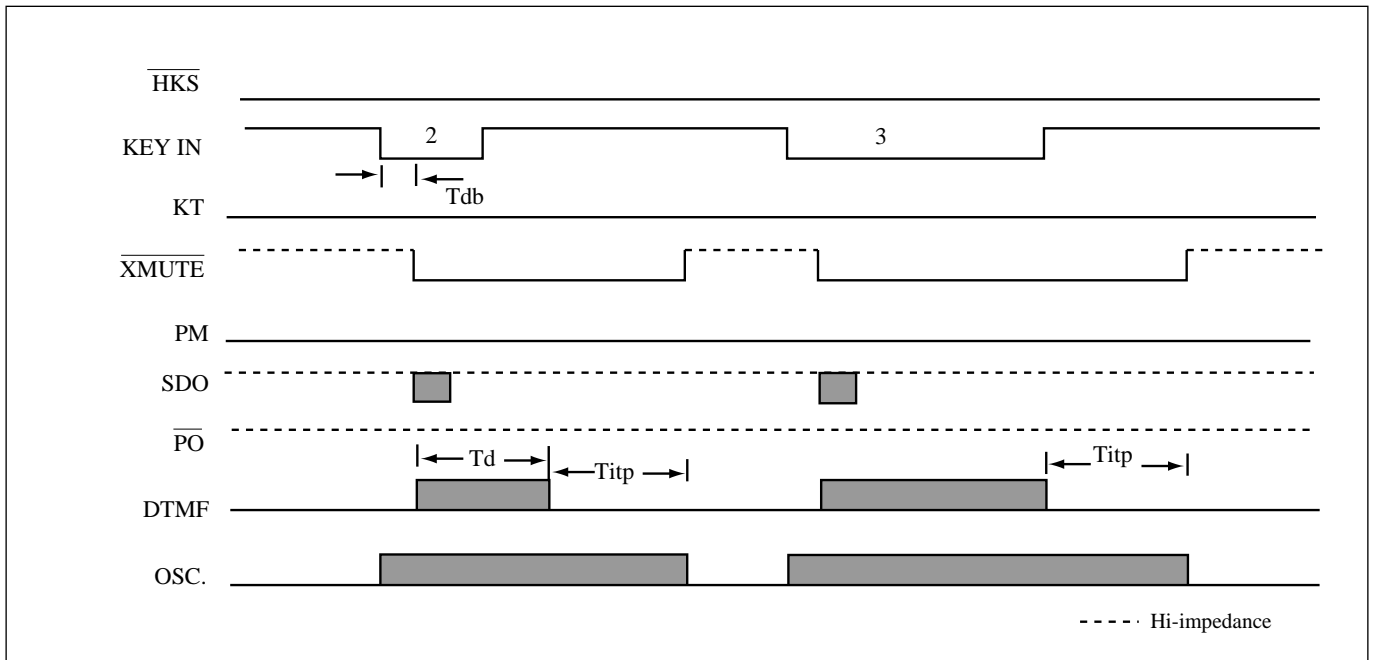 HKS
KEY IN
2
3
Tdb
KT
XMUTE
PM
SDO
PO
Td
Titp
Titp
DTMF
OSC.
Hi-impedance